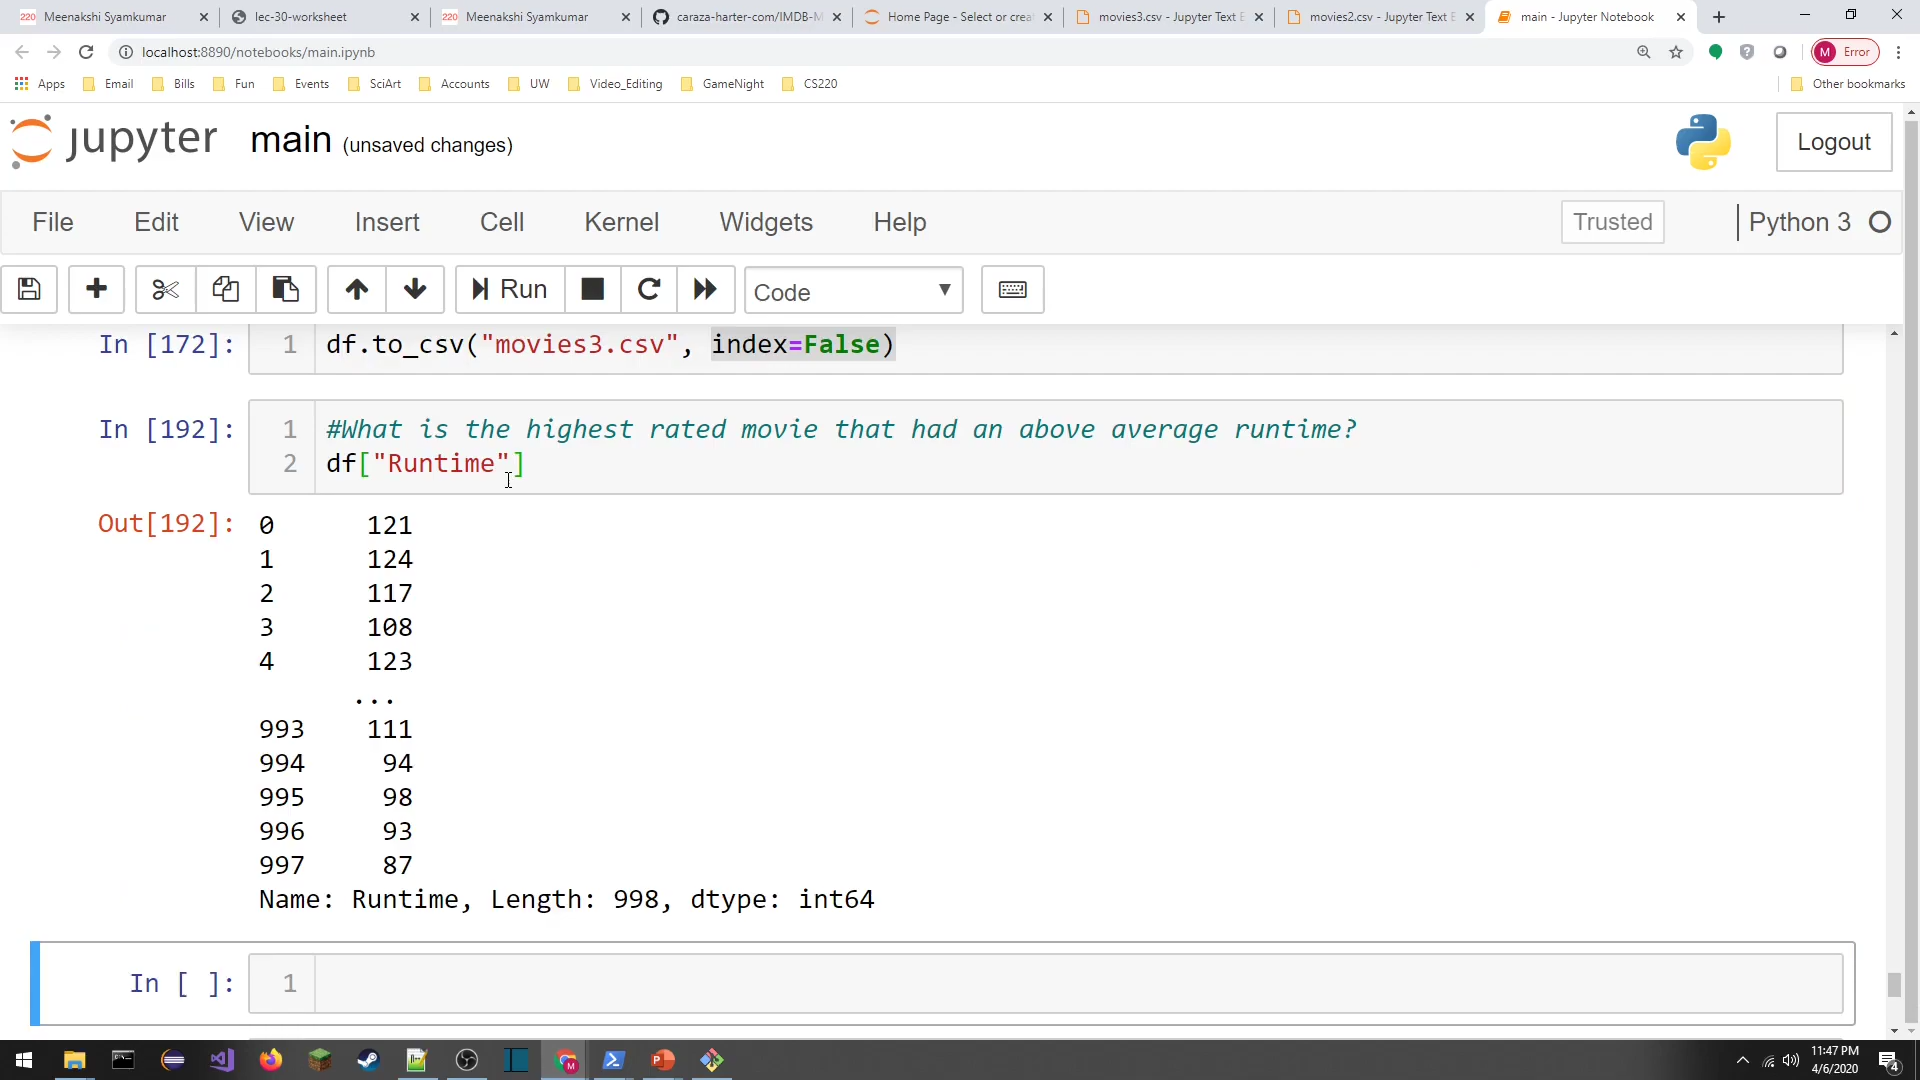 220 Meenakshi Syamkumar
lec-30-worksheet
220 Meenakshi Syamkumar
caraza-harter.com/IMDB-M
Home Page - Select or crea
movies3.csv - Jupyter Text E
movies2.csv - Jupyter Text E
main - Jupyter Notebook
localhost:8890/notebooks/main.ipynb
M Error
Apps Email Bills Fun Events SciArt Accounts UW Video_Editing GameNight CS220 Other bookmarks
jupyter main (unsaved changes) Logout
File Edit View Insert Cell Kernel Widgets Help Trusted Python 3
Run Code
In [172]: 1 df.to_csv("movies3.csv", index=False)
In [192]: 1 #What is the highest rated movie that had an above average runtime?
2 df["Runtime"]
Out[192]: 0 121
1 124
2 117
3 108
4 123
...
993 111
994 94
995 98
996 93
997 87
Name: Runtime, Length: 998, dtype: int64
In [ ]: 1
11:47 PM
4/6/2020
4